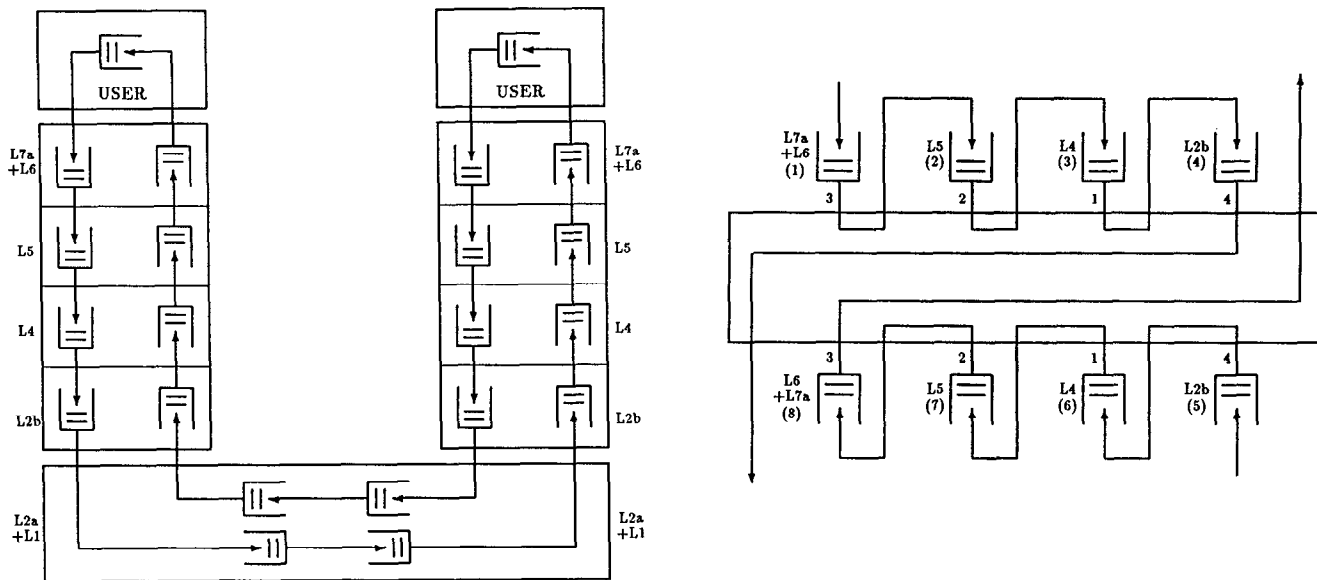 USER
L7a
+L6
L5
L4
L2b
L2a
+L1
USER
L7a
+L6
L5
L4
L2b
L2a
+L1
L7a
+L6
(1)
L5
(2)
L4
(3)
L2b
(4)
3
2
1
4
3
2
1
4
L6
+L7a
(8)
L5
(7)
L4
(6)
L2b
(5)